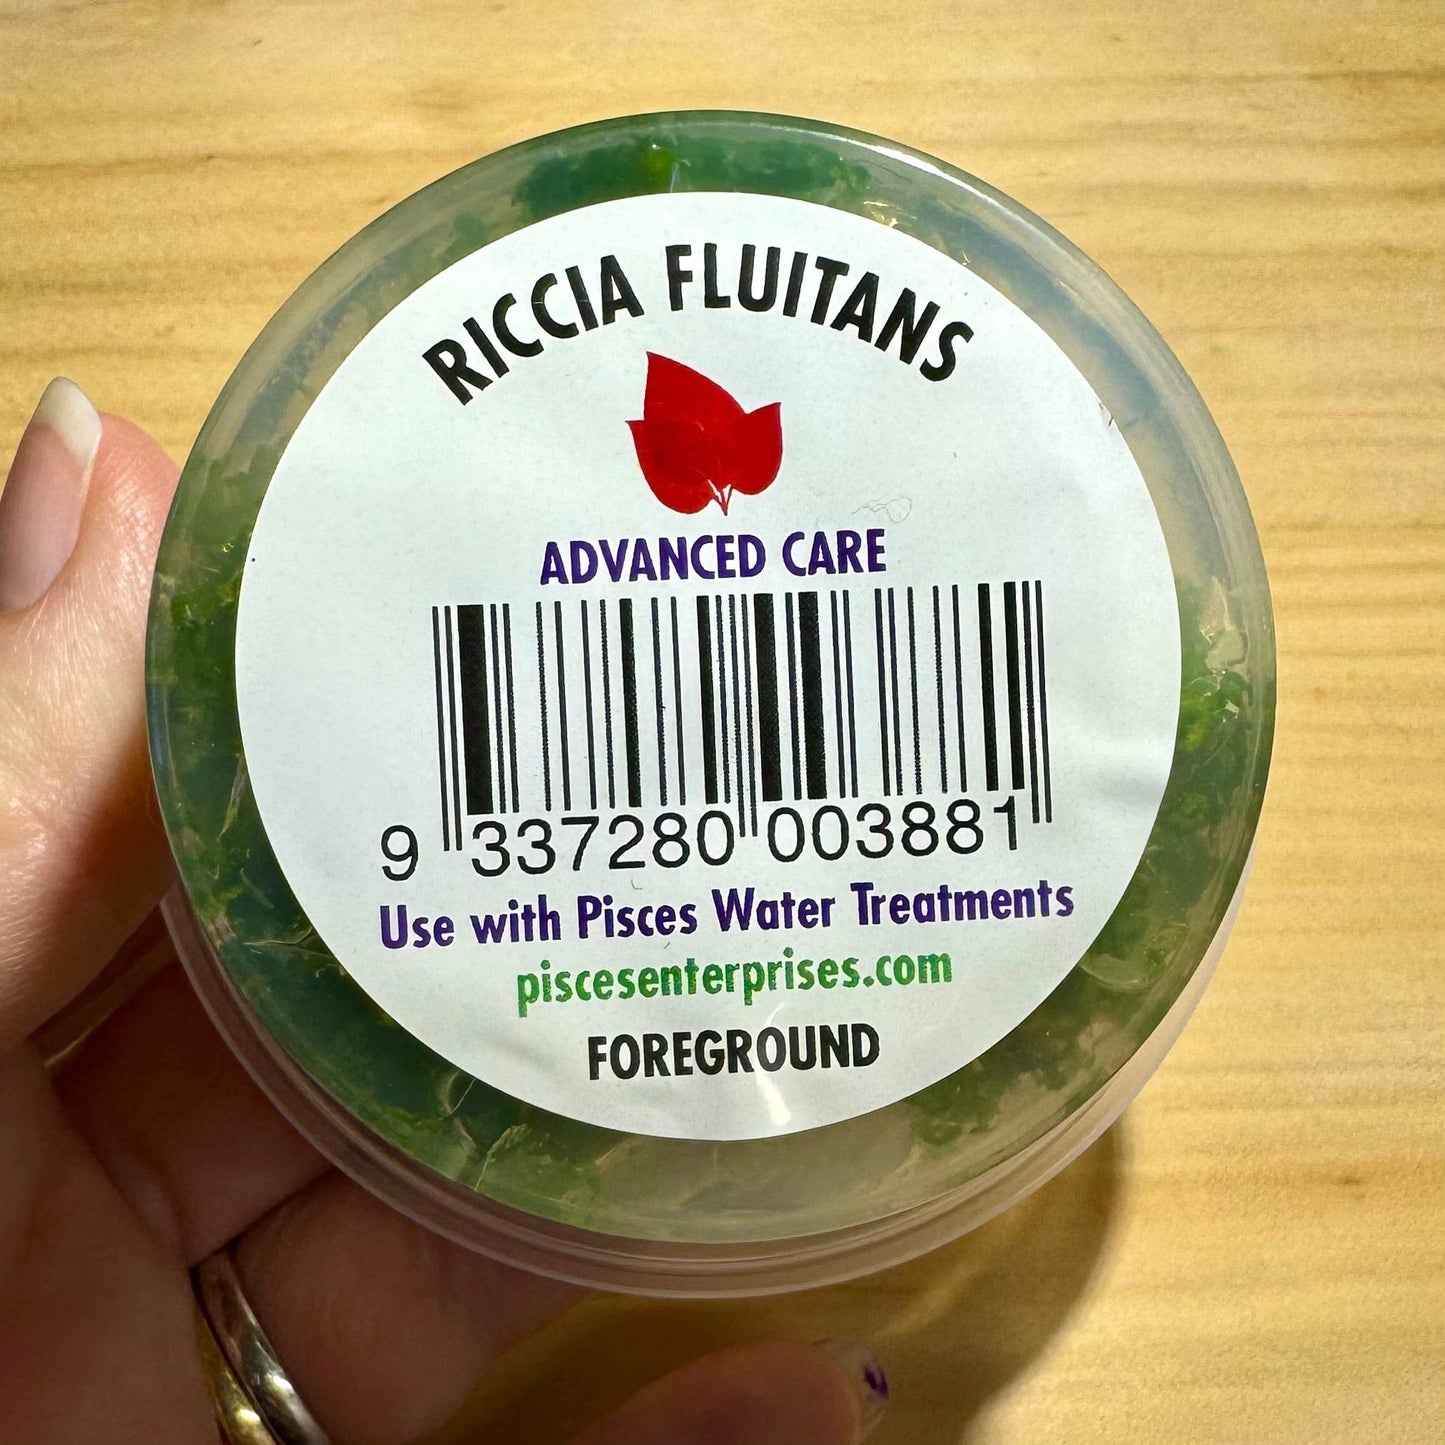 RICCIA FLUITANS
ADVANCED CARE
9 337280 003881
Use with Pisces Water Treatments
piscesenterprises.com
FOREGROUND